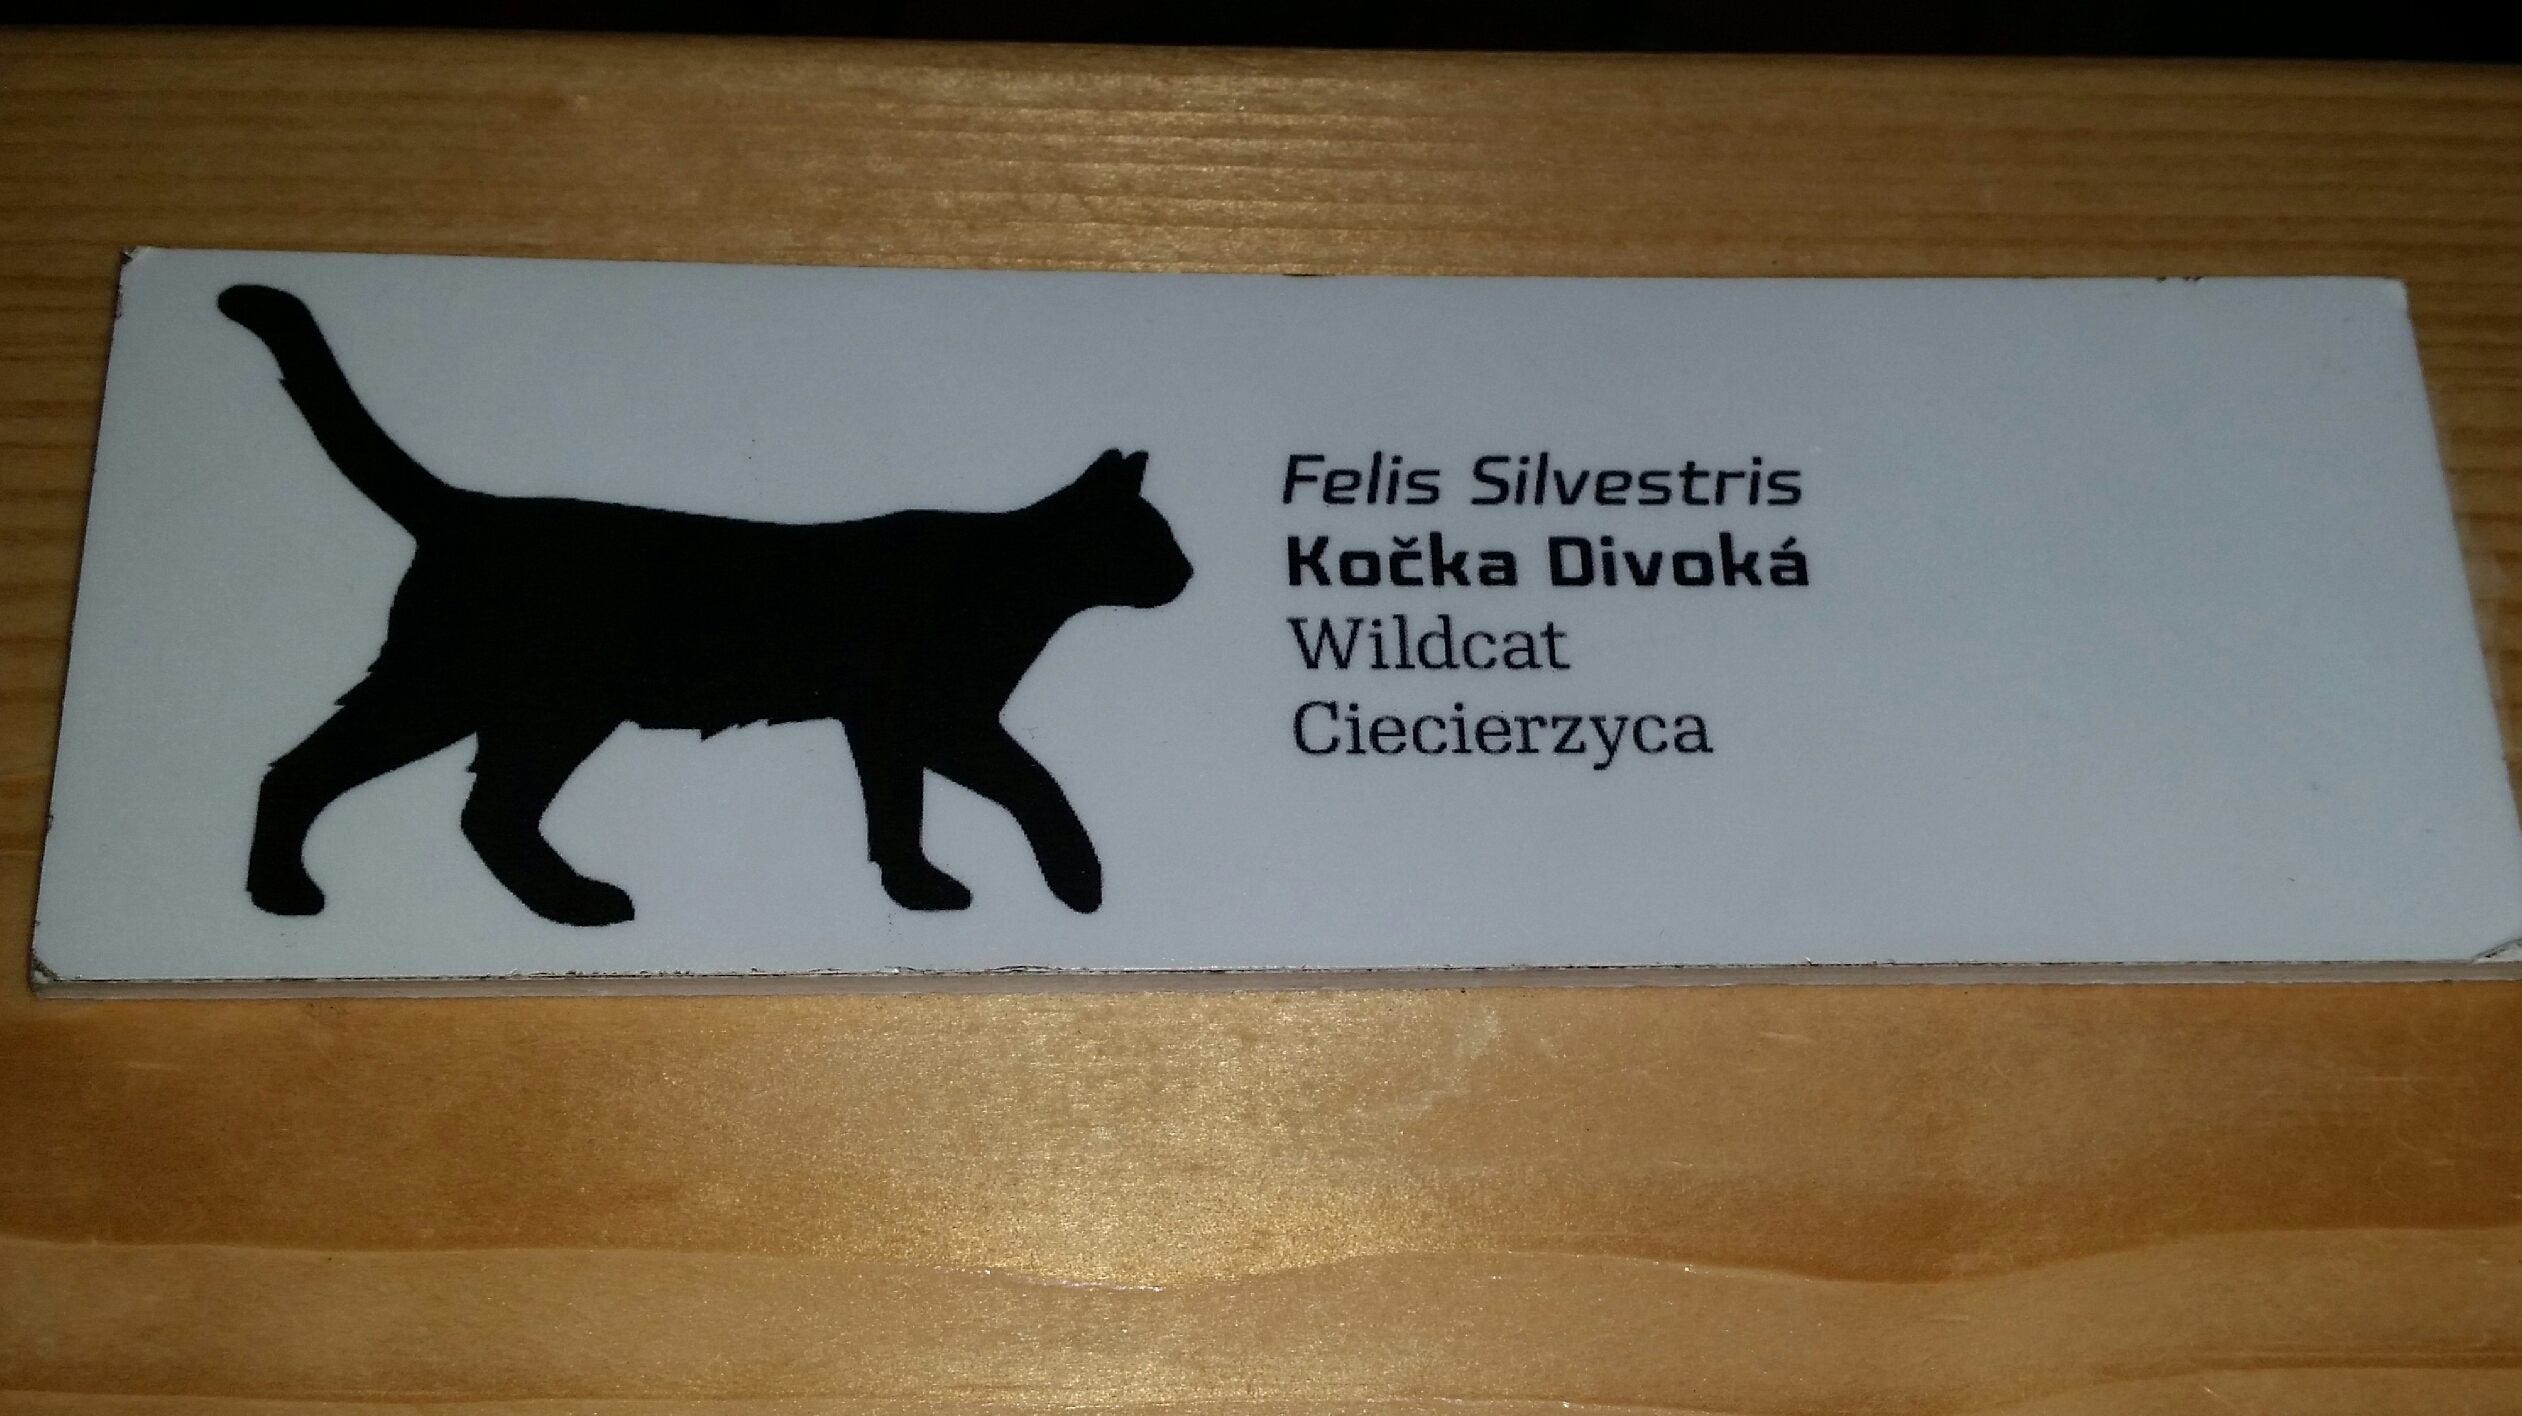 Felis Silvestris
Kočka Divoká
Wildcat
Ciecierzyca